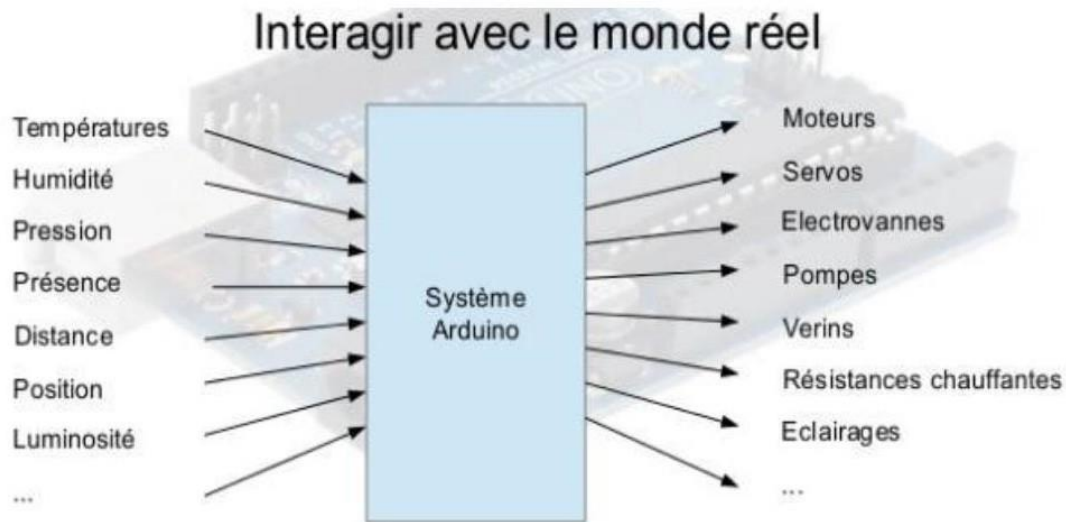 Interagir avec le monde réel
Températures
Humidité
Pression
Présence
Distance
Position
Luminosité
...
Système
Arduino
Moteurs
Servos
Electrovannes
Pompes
Verins
Résistances chauffantes
Eclairages
...